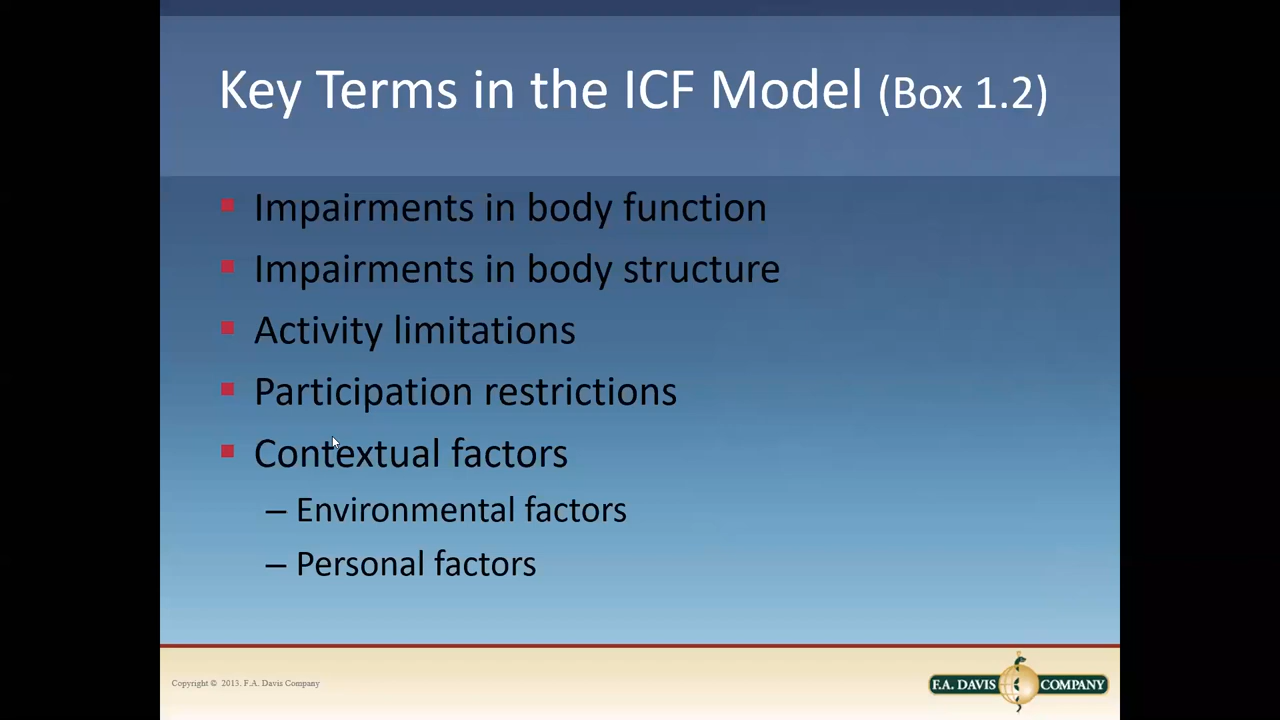 Key Terms in the ICF Model (Box 1.2)
Impairments in body function
Impairments in body structure
Activity limitations
Participation restrictions
Contextual factors
– Environmental factors
– Personal factors
Copyright © 2013. F.A. Davis Company
F.A. DAVIS COMPANY